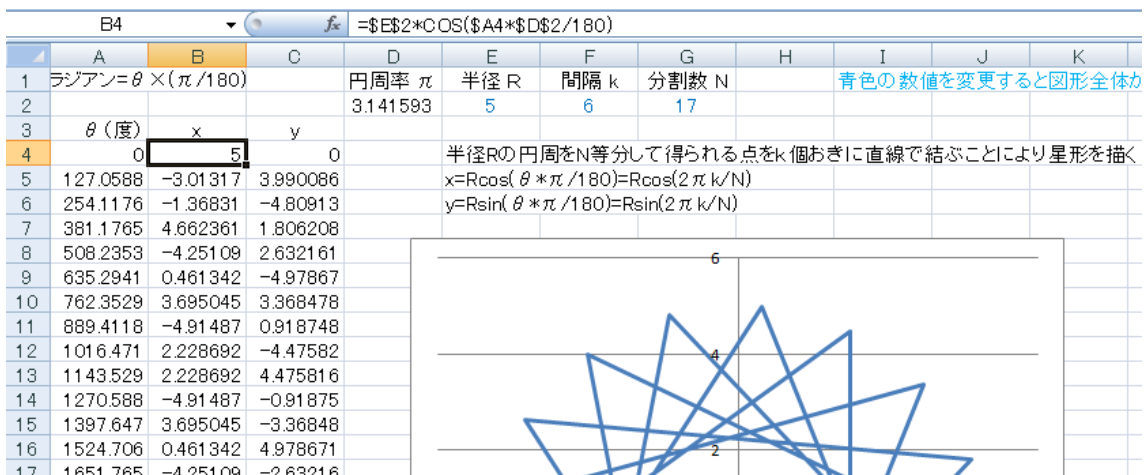 B4 fx =$E$2*COS($A4*$D$2/180)
A B C D E F G H I J K
1 ラジアン=θ×(π/180) 円周率 π 半径 R 間隔 k 分割数 N 青色の数値を変更すると図形全体が
2 3.141593 5 6 17
3 θ(度) x y
4 0 5 0 半径Rの円周をN等分して得られる点をk個おきに直線で結ぶことにより星形を描く
5 127.0588 -3.01317 3.990086 x=Rcos(θ*π/180)=Rcos(2πk/N)
6 254.1176 -1.36831 -4.80913 y=Rsin(θ*π/180)=Rsin(2πk/N)
7 381.1765 4.662361 1.806208
8 508.2353 -4.25109 2.632161
9 635.2941 0.461342 -4.97867
10 762.3529 3.695045 3.368478
11 889.4118 -4.91487 0.918748
12 1016.471 2.228692 -4.47582
13 1143.529 2.228692 4.475816
14 1270.588 -4.91487 -0.91875
15 1397.647 3.695045 -3.36848
16 1524.706 0.461342 4.978671
17 1651.765 -4.25109 -2.63216
6
4
2